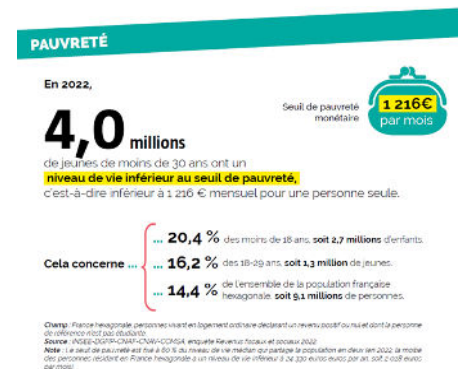 PAUVRETÉ
En 2022,
4,0 millions
de jeunes de moins de 30 ans ont un
niveau de vie inférieur au seuil de pauvreté,
c'est-à-dire inférieur à 1 216 € mensuel pour une personne seule.
Seuil de pauvreté
monétaire
1 216€
par mois
Cela concerne ...
... 20,4 % des moins de 18 ans, soit 2,7 millions d'enfants.
... 16,2 % des 18-29 ans, soit 1,3 million de jeunes.
... 14,4 % de l'ensemble de la population française
hexagonale, soit 9,1 millions de personnes.
Champ : France hexagonale, personnes vivant en logement ordinaire déclarant un revenu positif ou nul et dont la personne
de référence n'est pas étudiante.
Source : INSEE-DGFIP-CNAF-CNAV-CCMSA, enquête Revenus fiscaux et sociaux 2022.
Note : Le seuil de pauvreté est fixé à 60 % du niveau de vie médian qui partage la population en deux (en 2022, la moitié
des personnes résident en France hexagonale a un niveau de vie inférieur à 24 330 euros euros par an, soit 2 028 euros
par mois)